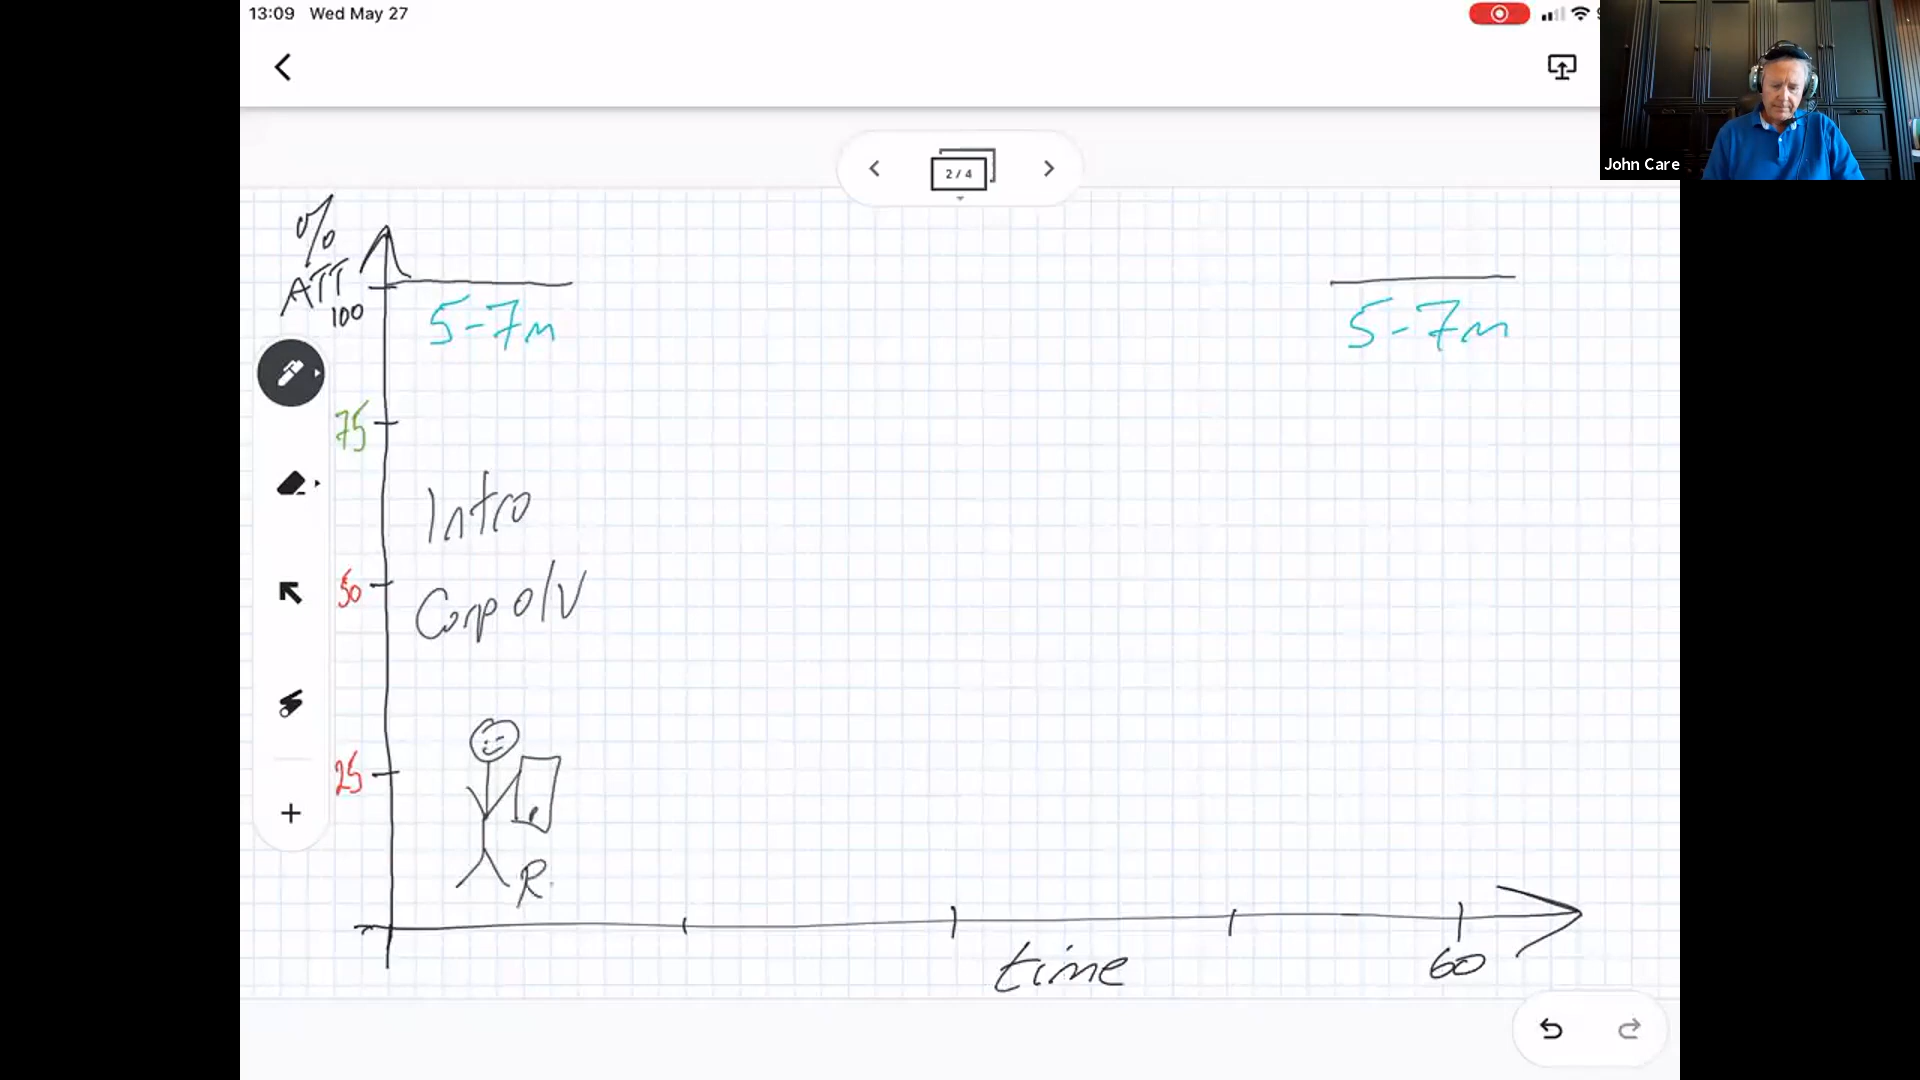 13:09 Wed May 27
John Care
2 / 4
%
ATT
100
5-7m
5-7m
75
Intro
50
Corp o/v
25
R.
time
60